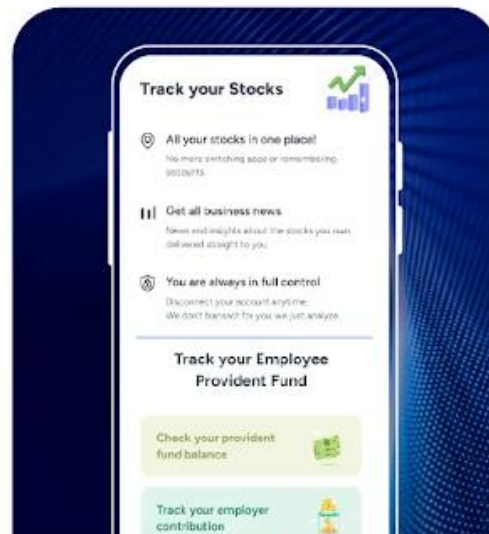 Track your Stocks
All your stocks in one place!
No more switching apps or remembering
accounts.
Get all business news
News and insights about the stocks you own,
delivered straight to you.
You are always in full control
Disconnect your account anytime.
We don't transact for you, we just analyze.
Track your Employee
Provident Fund
Check your provident
fund balance
Track your employer
contribution